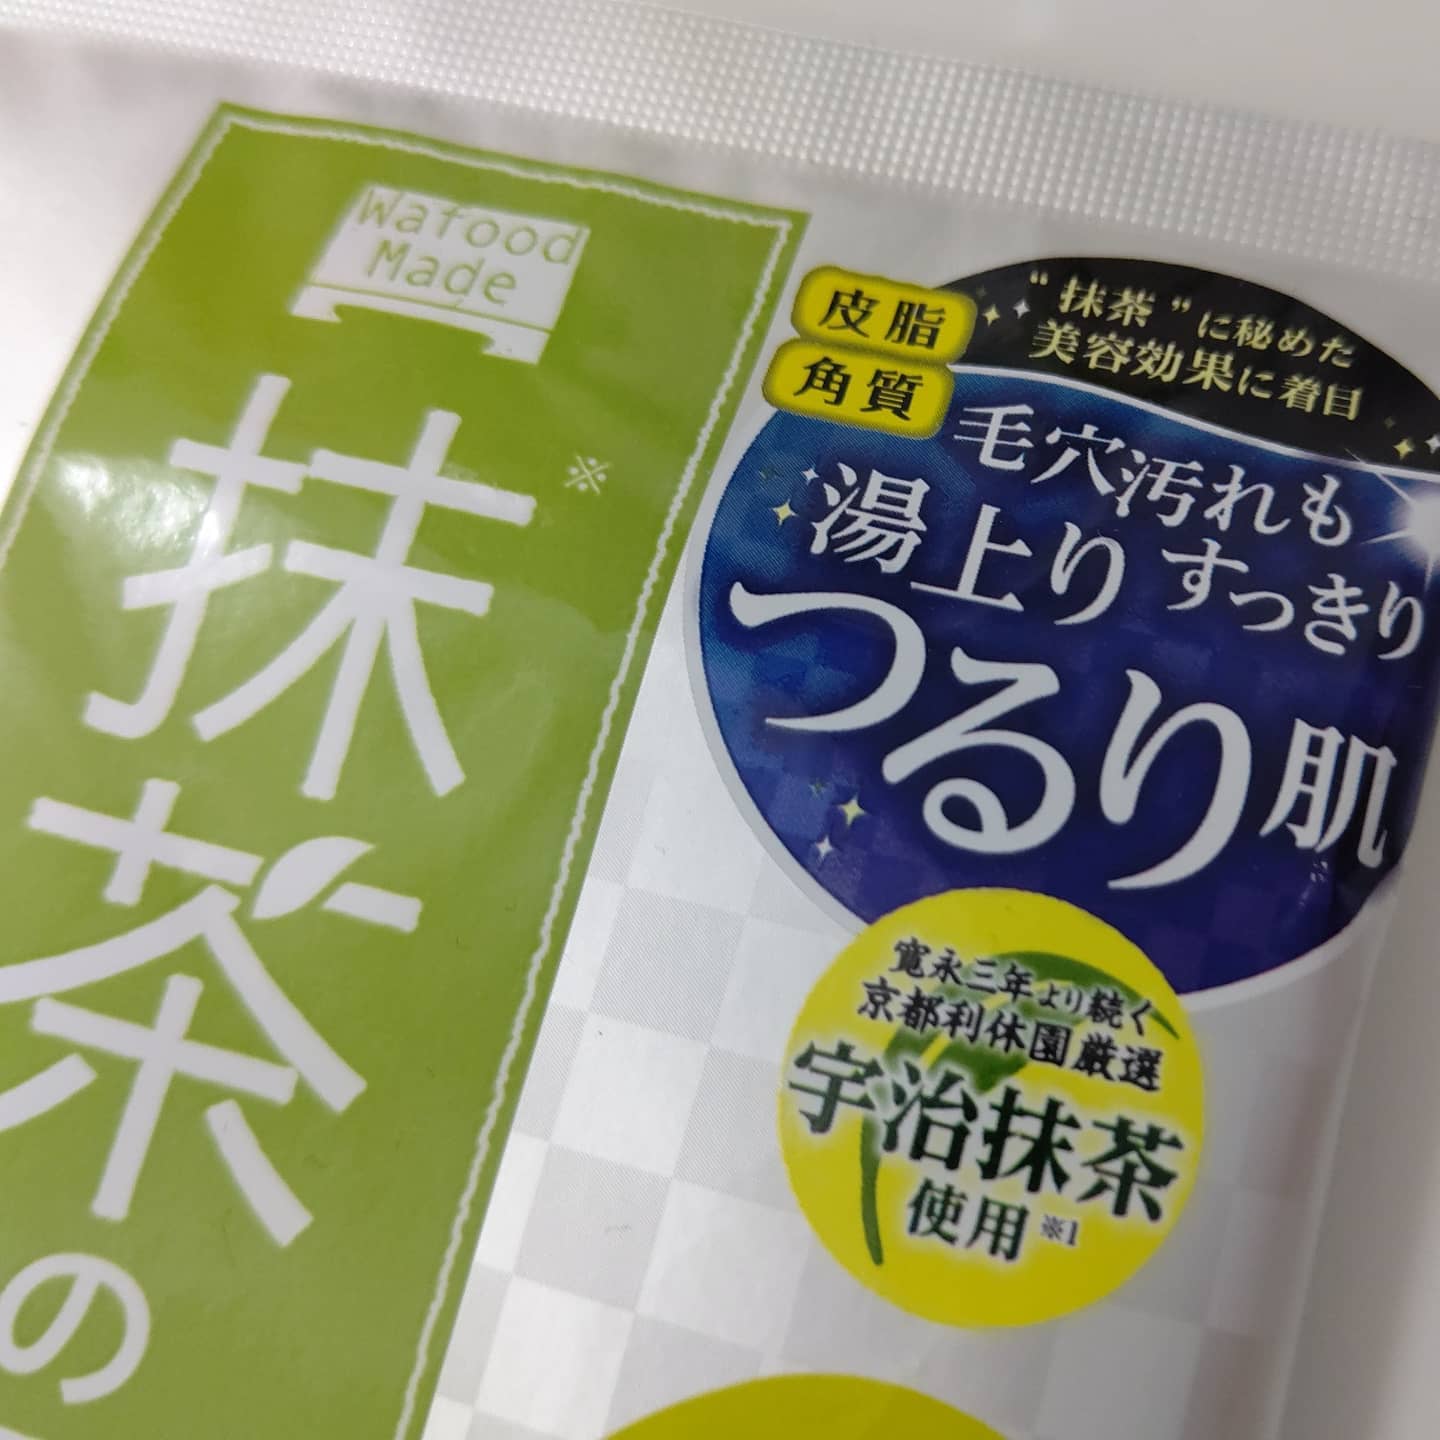 Wafood
Made
抹茶の
※
皮脂
角質
“抹茶”に秘めた
美容効果に着目
毛穴汚れも
湯上りすっきり
つるり肌
寛永三年より続く
京都利休園厳選
宇治抹茶
使用※1